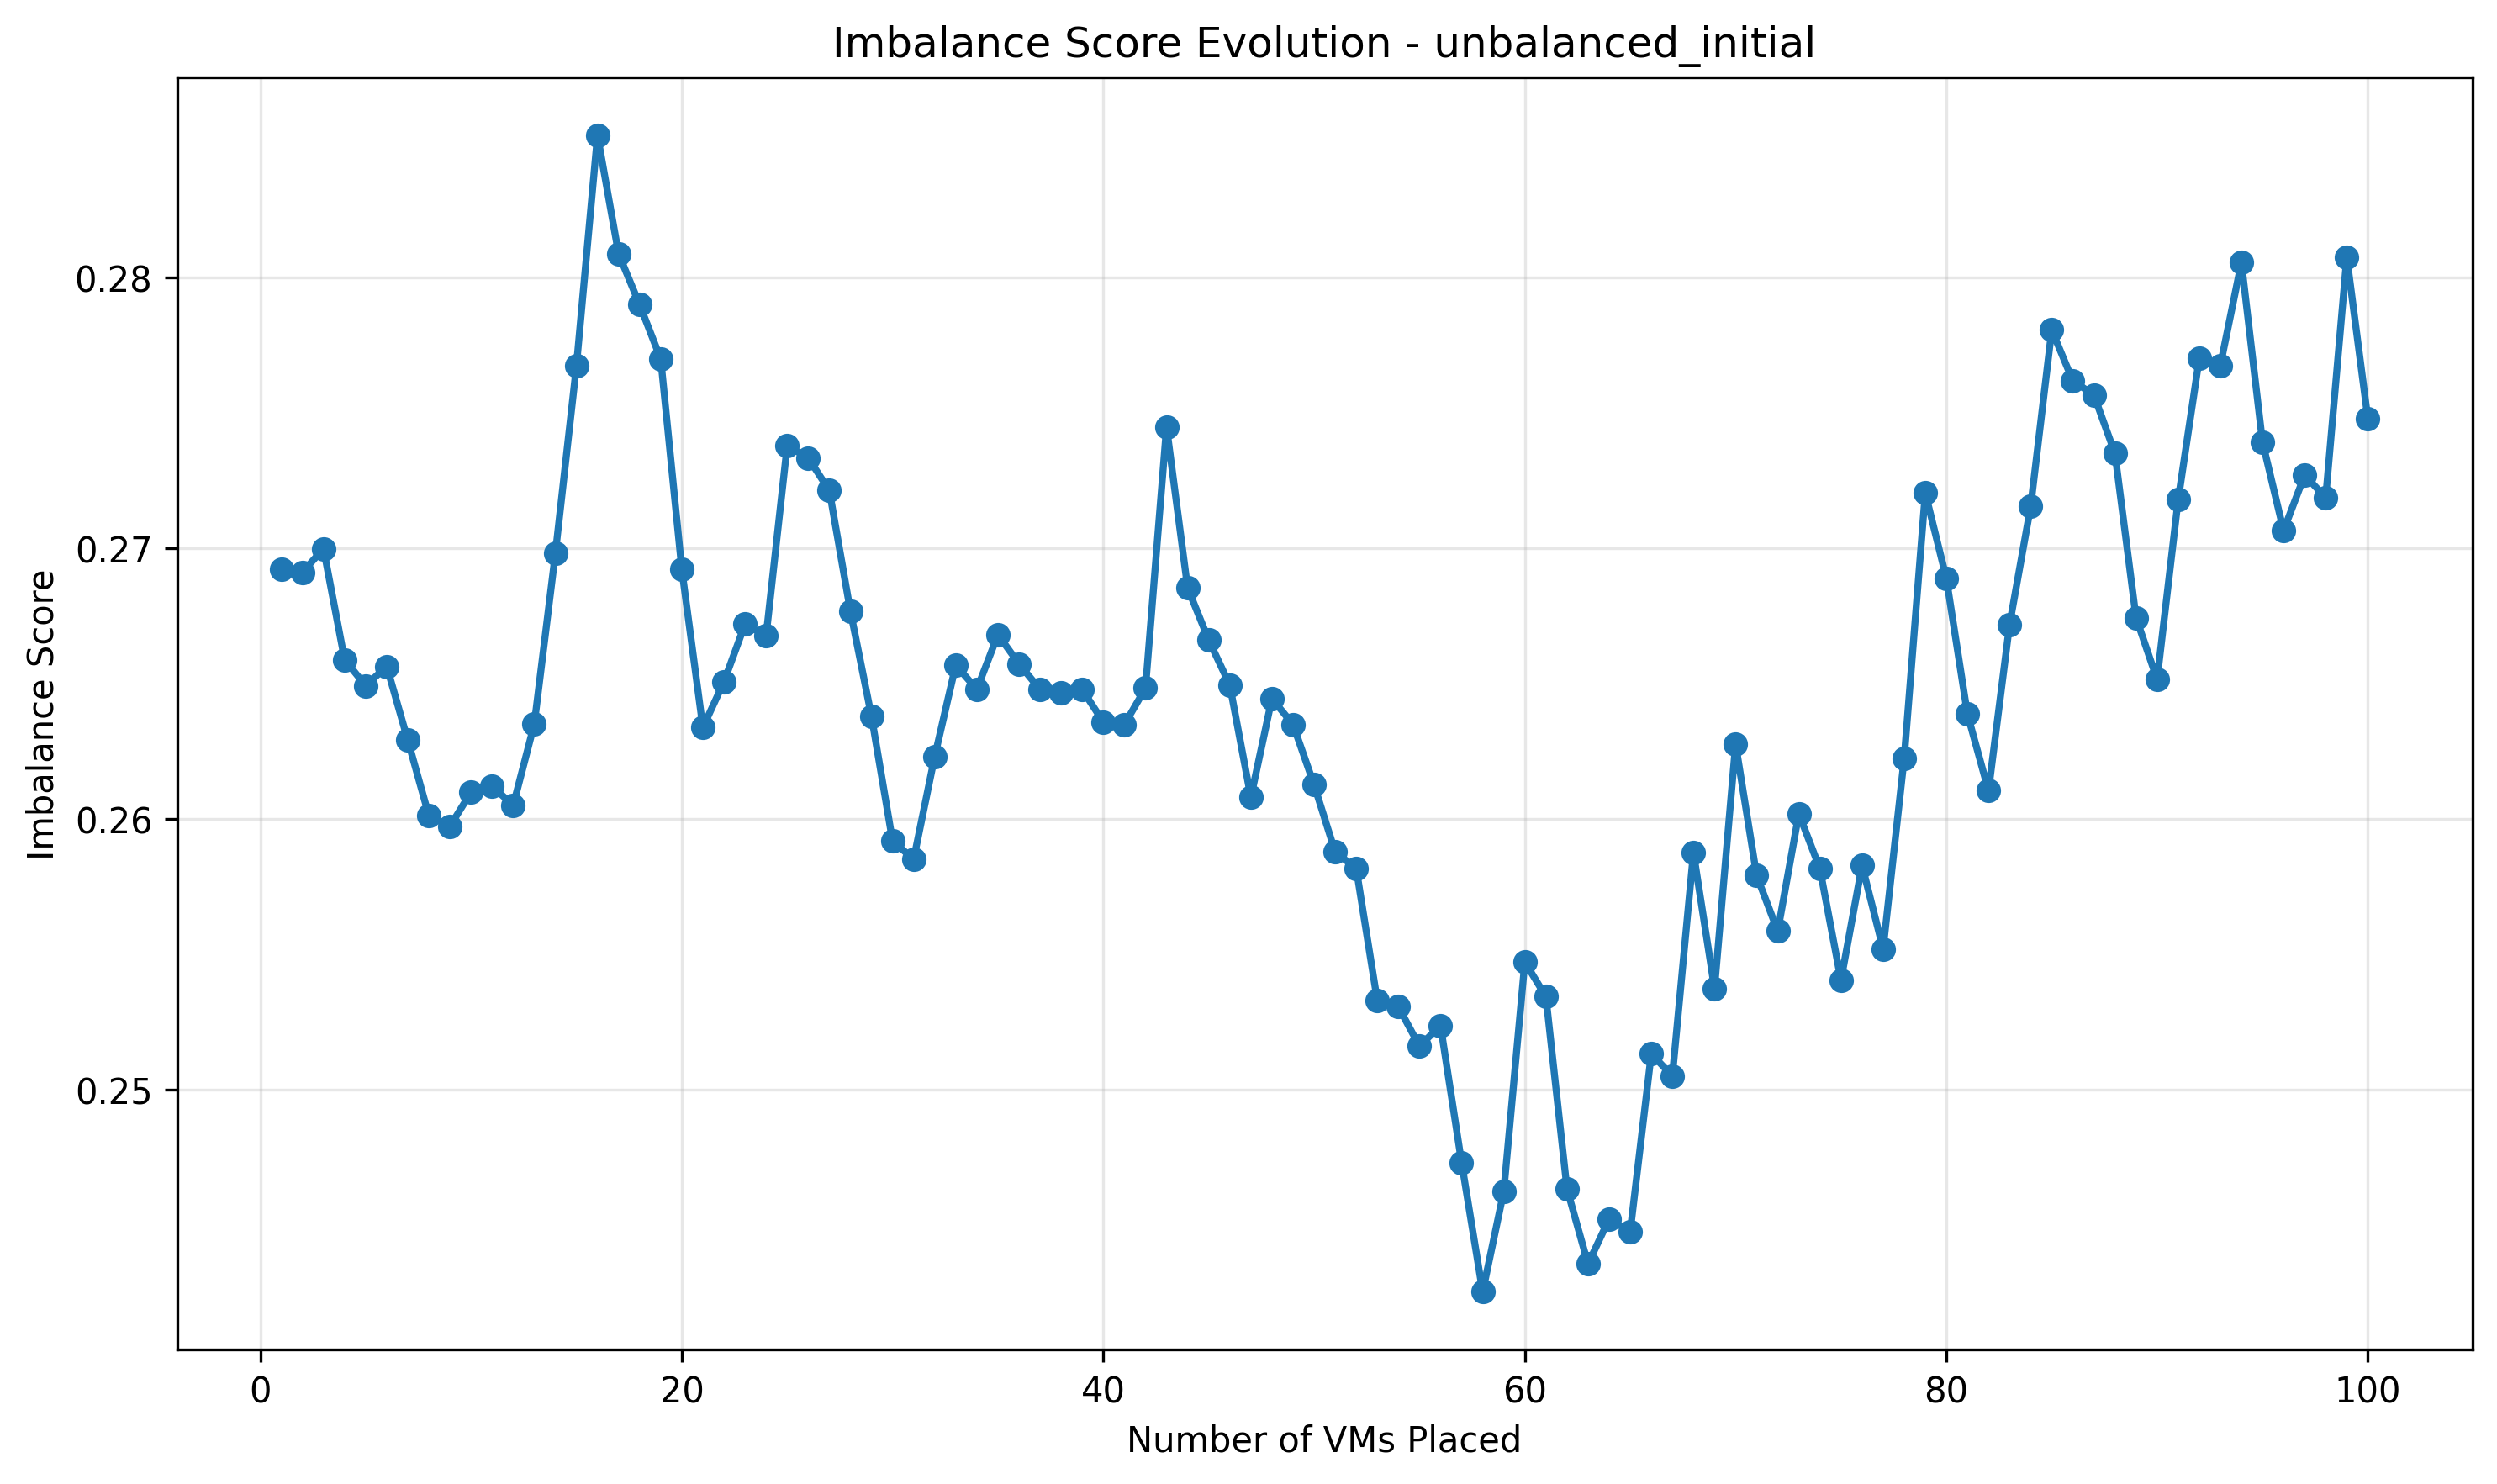 Imbalance Score Evolution - unbalanced_initial
Imbalance Score
0.28
0.27
0.26
0.25
0 20 40 60 80 100
Number of VMs Placed